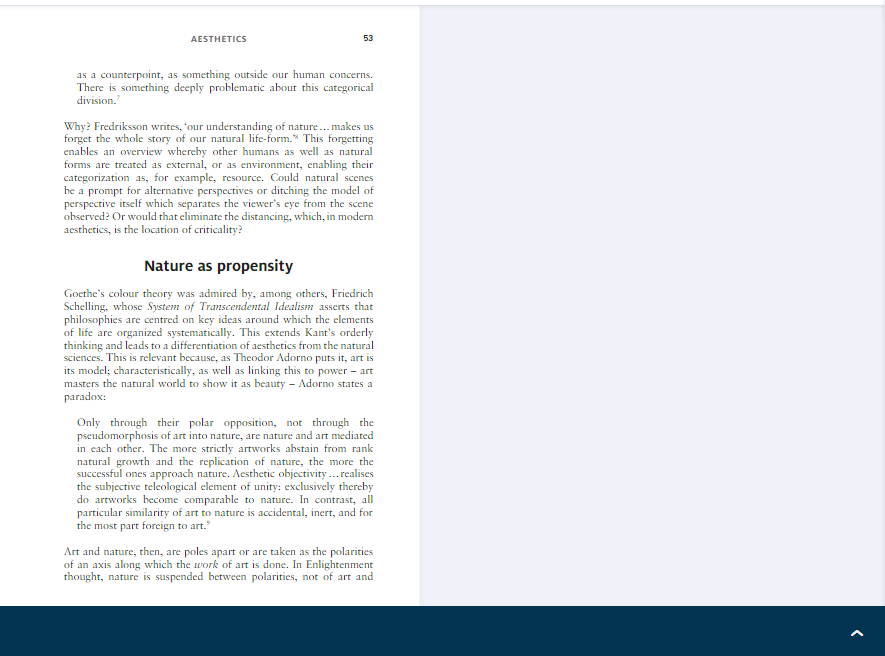 AESTHETICS 53
as a counterpoint, as something outside our human concerns.
There is something deeply problematic about this categorical
division.7
Why? Fredriksson writes, ‘our understanding of nature … makes us
forget the whole story of our natural life-form.’8 This forgetting
enables an overview whereby other humans as well as natural
forms are treated as external, or as environment, enabling their
categorization as, for example, resource. Could natural scenes
be a prompt for alternative perspectives or ditching the model of
perspective itself which separates the viewer’s eye from the scene
observed? Or would that eliminate the distancing, which, in modern
aesthetics, is the location of criticality?
Nature as propensity
Goethe’s colour theory was admired by, among others, Friedrich
Schelling, whose System of Transcendental Idealism asserts that
philosophies are centred on key ideas around which the elements
of life are organized systematically. This extends Kant’s orderly
thinking and leads to a differentiation of aesthetics from the natural
sciences. This is relevant because, as Theodor Adorno puts it, art is
its model; characteristically, as well as linking this to power – art
masters the natural world to show it as beauty – Adorno states a
paradox:
Only through their polar opposition, not through the
pseudomorphosis of art into nature, are nature and art mediated
in each other. The more strictly artworks abstain from rank
natural growth and the replication of nature, the more the
successful ones approach nature. Aesthetic objectivity … realises
the subjective teleological element of unity: exclusively thereby
do artworks become comparable to nature. In contrast, all
particular similarity of art to nature is accidental, inert, and for
the most part foreign to art.9
Art and nature, then, are poles apart or are taken as the polarities
of an axis along which the work of art is done. In Enlightenment
thought, nature is suspended between polarities, not of art and